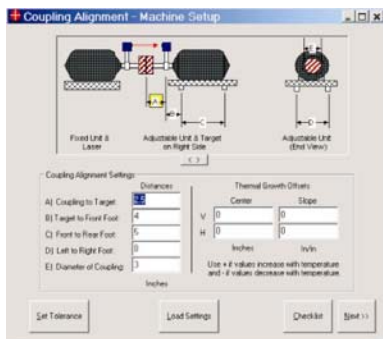 Coupling Alignment - Machine Setup
E
A
B
C
D
Fixed Unit &
Laser
Adjustable Unit & Target
on Right Side
Adjustable Unit
(End View)
< >
Coupling Alignment Settings
Distances
A) Coupling to Target:
B) Target to Front Foot: 4
C) Front to Rear Foot: 5
D) Left to Right Foot:
E) Diameter of Coupling: 3
Inches
Thermal Growth Offsets
Center Slope
V 0 0
H 0 0
Inches In/in
Use + if values increase with temperature
and - if values decrease with temperature
Set Tolerance
Load Settings
Checklist
Next >>